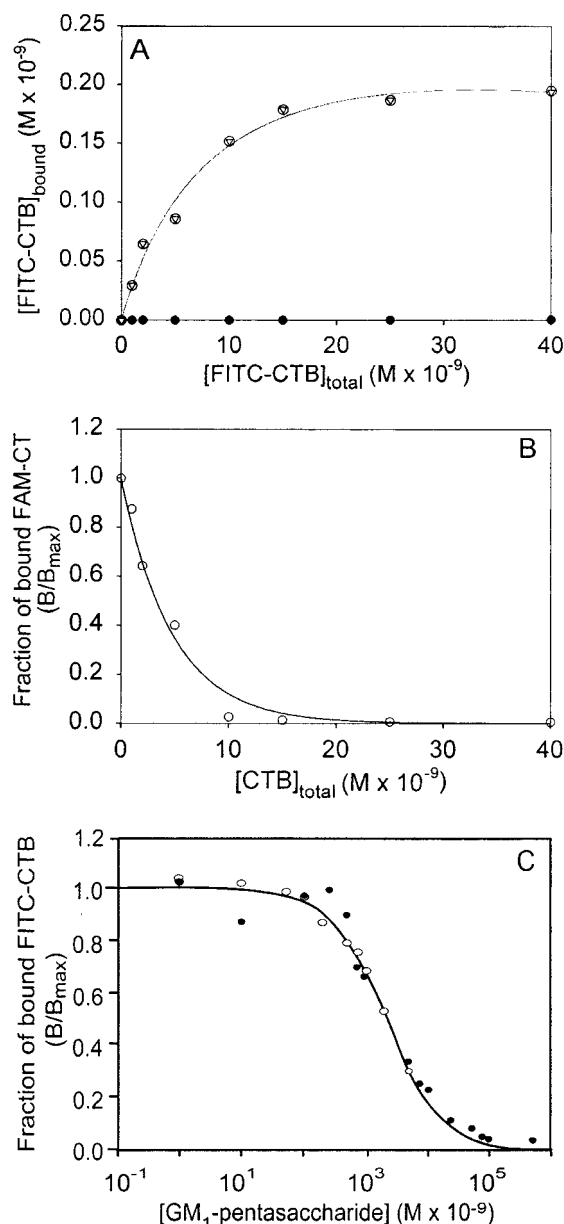 A
[FITC-CTB]bound (M x 10⁻⁹)
0.25
0.20
0.15
0.10
0.05
0.00
0 10 20 30 40
[FITC-CTB]total (M x 10⁻⁹)
B
Fraction of bound FAM-CT
(B/Bmax)
1.2
1.0
0.8
0.6
0.4
0.2
0.0
0 10 20 30 40
[CTB]total (M x 10⁻⁹)
C
Fraction of bound FITC-CTB
(B/Bmax)
1.2
1.0
0.8
0.6
0.4
0.2
0.0
10⁻¹ 10¹ 10³ 10⁵
[GM₁-pentasaccharide] (M x 10⁻⁹)